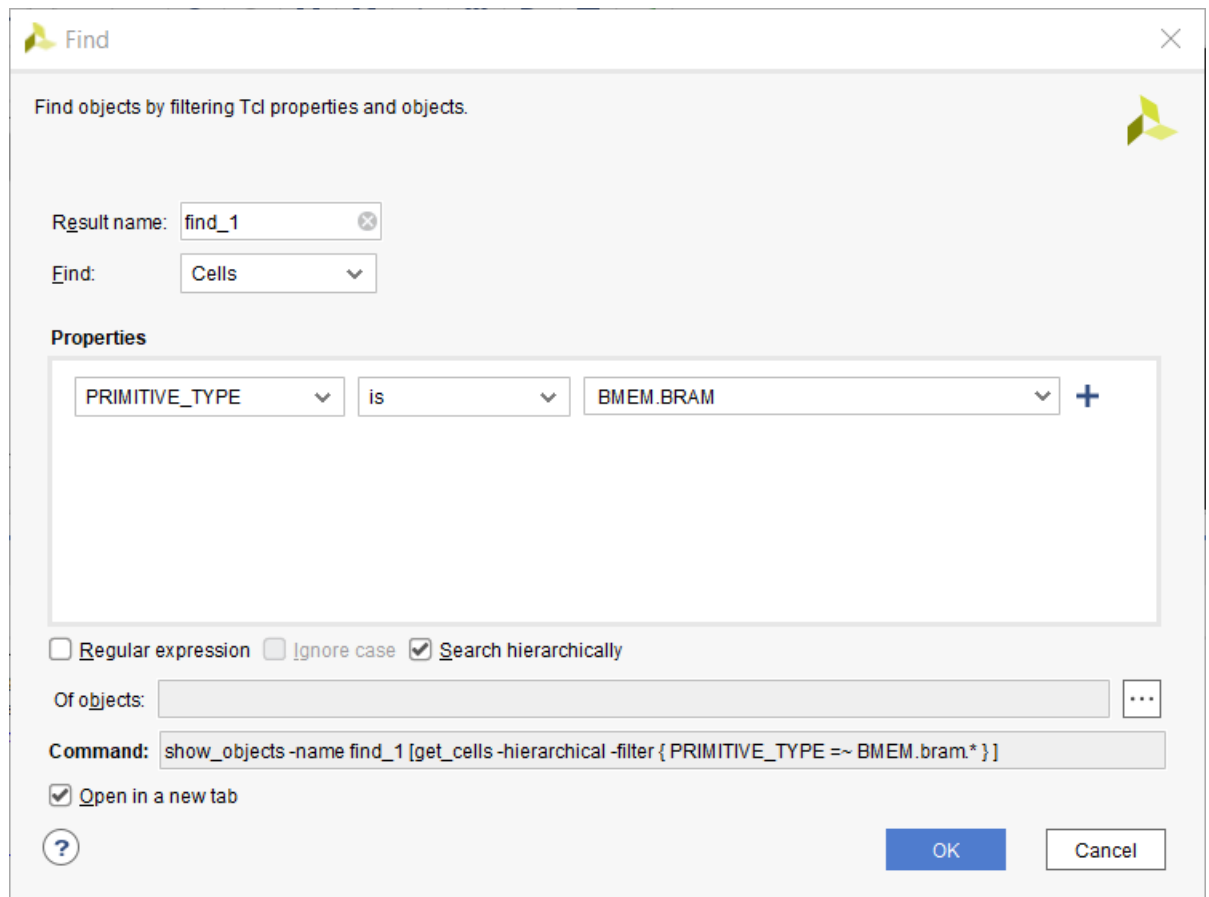 Find
Find objects by filtering Tcl properties and objects.
Result name: find_1
Find: Cells
Properties
PRIMITIVE_TYPE is BMEM.BRAM
Regular expression Ignore case Search hierarchically
Of objects: ...
Command: show_objects -name find_1 [get_cells -hierarchical -filter { PRIMITIVE_TYPE =~ BMEM.bram.* } ]
Open in a new tab
? OK Cancel